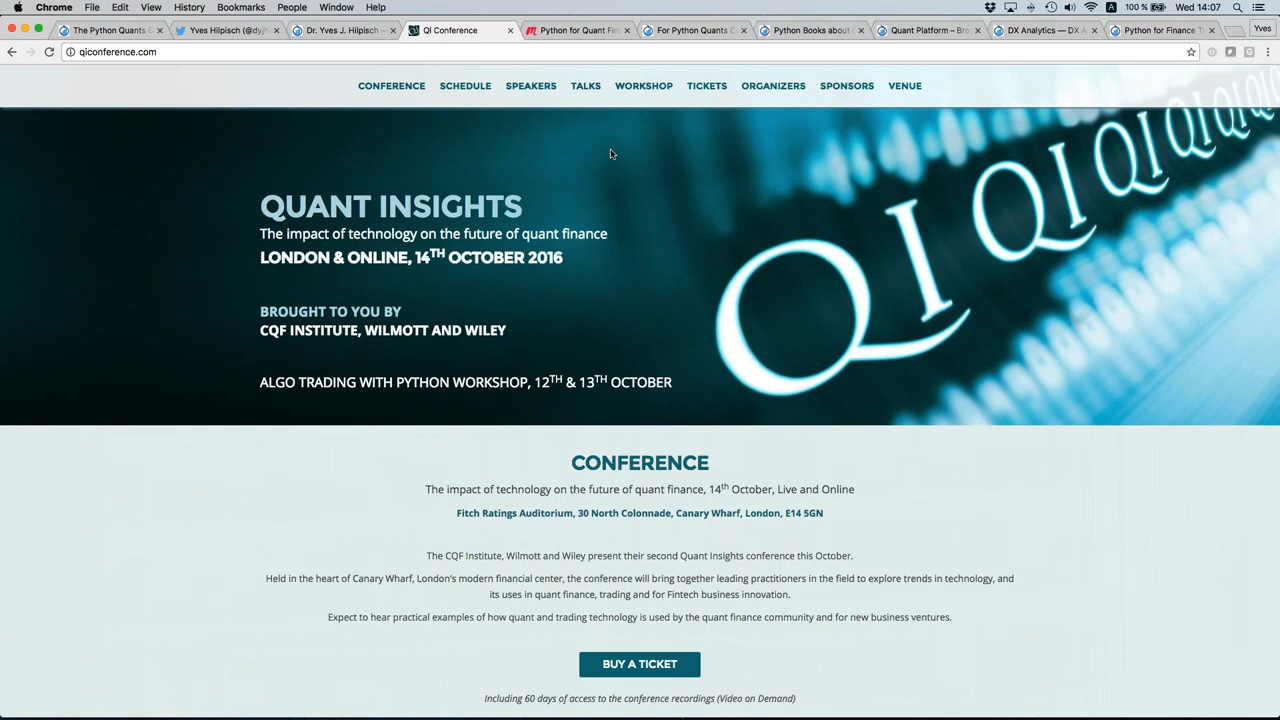 Chrome File Edit View History Bookmarks People Window Help
A 100 % Wed 14:07
The Python Quants G
Yves Hilpisch (@dyjh
Dr. Yves J. Hilpisch –
QI Conference
Python for Quant Fin
For Python Quants C
Python Books about
Quant Platform – Bro
DX Analytics — DX A
Python for Finance T
Yves
qiconference.com
CONFERENCE SCHEDULE SPEAKERS TALKS WORKSHOP TICKETS ORGANIZERS SPONSORS VENUE
QUANT INSIGHTS
The impact of technology on the future of quant finance
LONDON & ONLINE, 14TH OCTOBER 2016
BROUGHT TO YOU BY
CQF INSTITUTE, WILMOTT AND WILEY
ALGO TRADING WITH PYTHON WORKSHOP, 12TH & 13TH OCTOBER
QI QI QI QI QI
CONFERENCE
The impact of technology on the future of quant finance, 14th October, Live and Online
Fitch Ratings Auditorium, 30 North Colonnade, Canary Wharf, London, E14 5GN
The CQF Institute, Wilmott and Wiley present their second Quant Insights conference this October.
Held in the heart of Canary Wharf, London's modern financial center, the conference will bring together leading practitioners in the field to explore trends in technology, and
its uses in quant finance, trading and for Fintech business innovation.
Expect to hear practical examples of how quant and trading technology is used by the quant finance community and for new business ventures.
BUY A TICKET
Including 60 days of access to the conference recordings (Video on Demand)